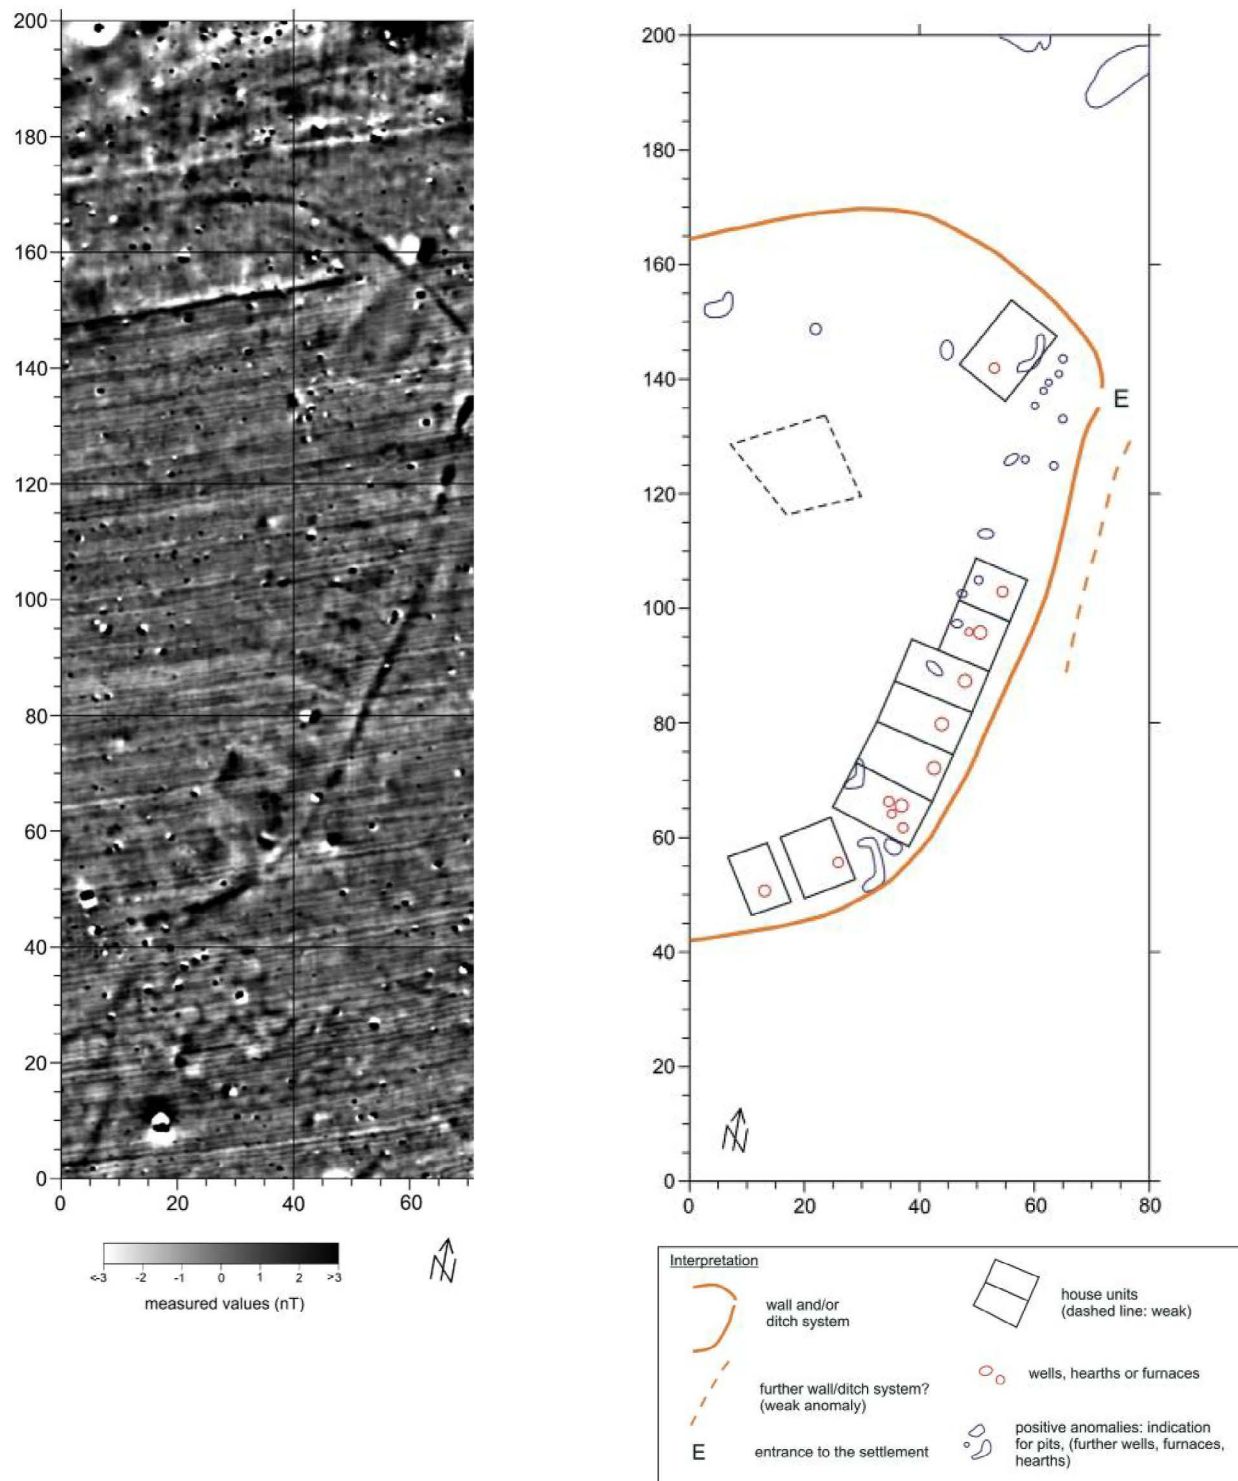 200
180
160
140
120
100
80
60
40
20
0
0
20
40
60
<-3
-2
-1
0
1
2
>3
measured values (nT)
N
200
180
160
140
120
100
80
60
40
20
0
0
20
40
60
80
E
N
Interpretation
wall and/or
ditch system
further wall/ditch system?
(weak anomaly)
E
entrance to the settlement
house units
(dashed line: weak)
wells, hearths or furnaces
positive anomalies: indication
for pits, (further wells, furnaces,
hearths)